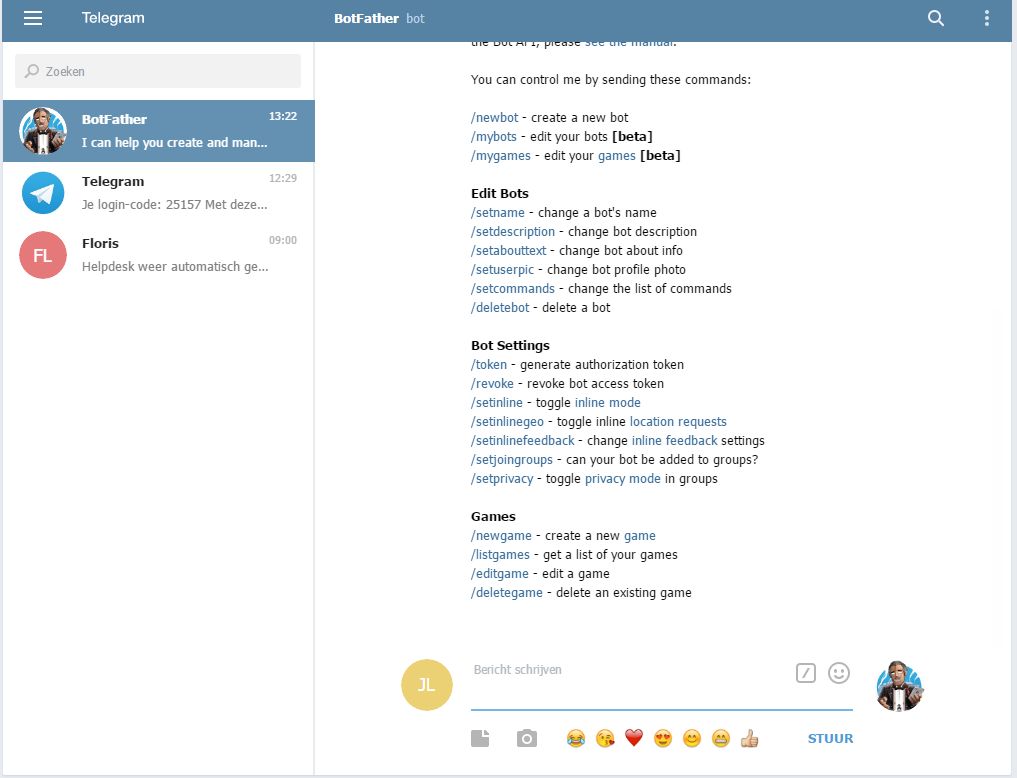 Telegram
BotFather bot
Zoeken
BotFather 13:22
I can help you create and man...
Telegram 12:29
Je login-code: 25157 Met deze...
FL
Floris 09:00
Helpdesk weer automatisch ge...
the Bot API, please see the manual.
You can control me by sending these commands:
/newbot - create a new bot
/mybots - edit your bots [beta]
/mygames - edit your games [beta]
Edit Bots
/setname - change a bot's name
/setdescription - change bot description
/setabouttext - change bot about info
/setuserpic - change bot profile photo
/setcommands - change the list of commands
/deletebot - delete a bot
Bot Settings
/token - generate authorization token
/revoke - revoke bot access token
/setinline - toggle inline mode
/setinlinegeo - toggle inline location requests
/setinlinefeedback - change inline feedback settings
/setjoingroups - can your bot be added to groups?
/setprivacy - toggle privacy mode in groups
Games
/newgame - create a new game
/listgames - get a list of your games
/editgame - edit a game
/deletegame - delete an existing game
JL
Bericht schrijven
STUUR